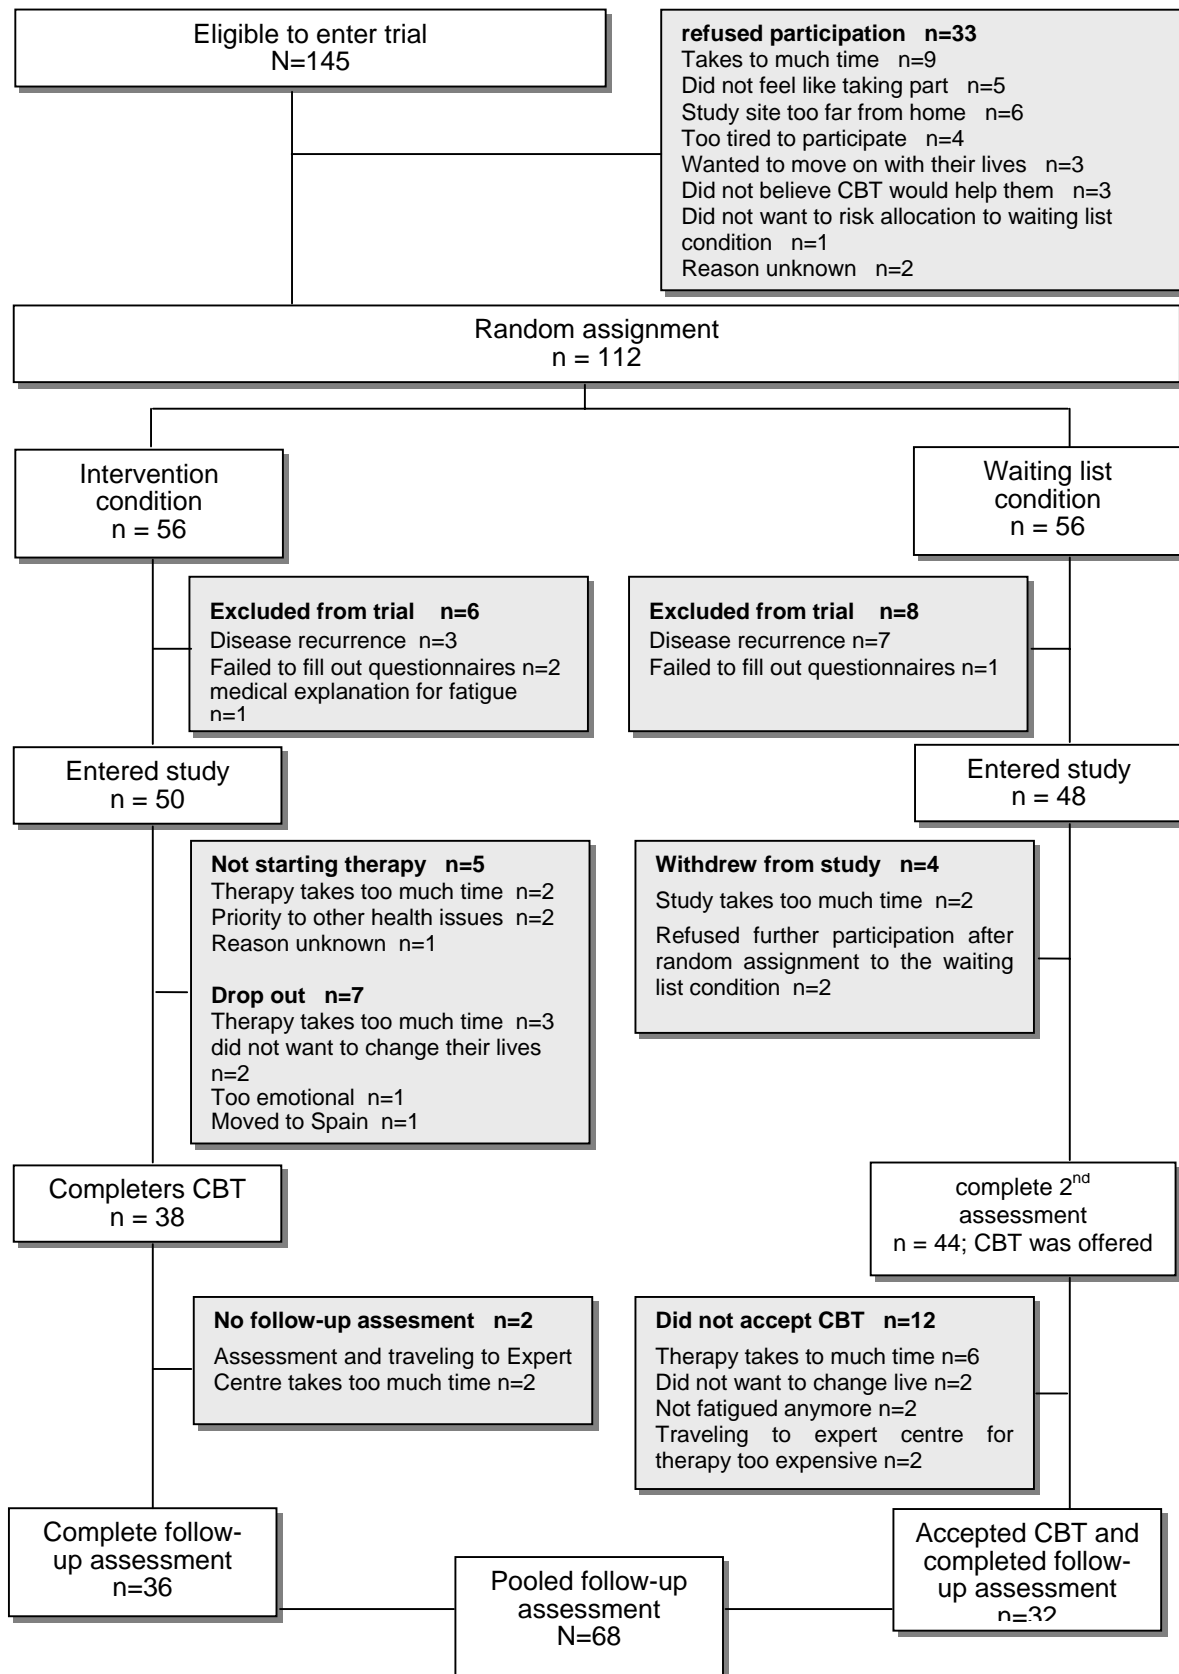 Eligible to enter trial
N=145
refused participation n=33
Takes to much time n=9
Did not feel like taking part n=5
Study site too far from home n=6
Too tired to participate n=4
Wanted to move on with their lives n=3
Did not believe CBT would help them n=3
Did not want to risk allocation to waiting list
condition n=1
Reason unknown n=2
Random assignment
n = 112
Intervention
condition
n = 56
Waiting list
condition
n = 56
Excluded from trial n=6
Disease recurrence n=3
Failed to fill out questionnaires n=2
medical explanation for fatigue
n=1
Excluded from trial n=8
Disease recurrence n=7
Failed to fill out questionnaires n=1
Entered study
n = 50
Entered study
n = 48
Not starting therapy n=5
Therapy takes too much time n=2
Priority to other health issues n=2
Reason unknown n=1
Drop out n=7
Therapy takes too much time n=3
did not want to change their lives
n=2
Too emotional n=1
Moved to Spain n=1
Withdrew from study n=4
Study takes too much time n=2
Refused further participation after
random assignment to the waiting
list condition n=2
Completers CBT
n = 38
complete 2nd
assessment
n = 44; CBT was offered
No follow-up assesment n=2
Assessment and traveling to Expert
Centre takes too much time n=2
Did not accept CBT n=12
Therapy takes to much time n=6
Did not want to change live n=2
Not fatigued anymore n=2
Traveling to expert centre for
therapy too expensive n=2
Complete follow-
up assessment
n=36
Accepted CBT and
completed follow-
up assessment
n=32
Pooled follow-up
assessment
N=68